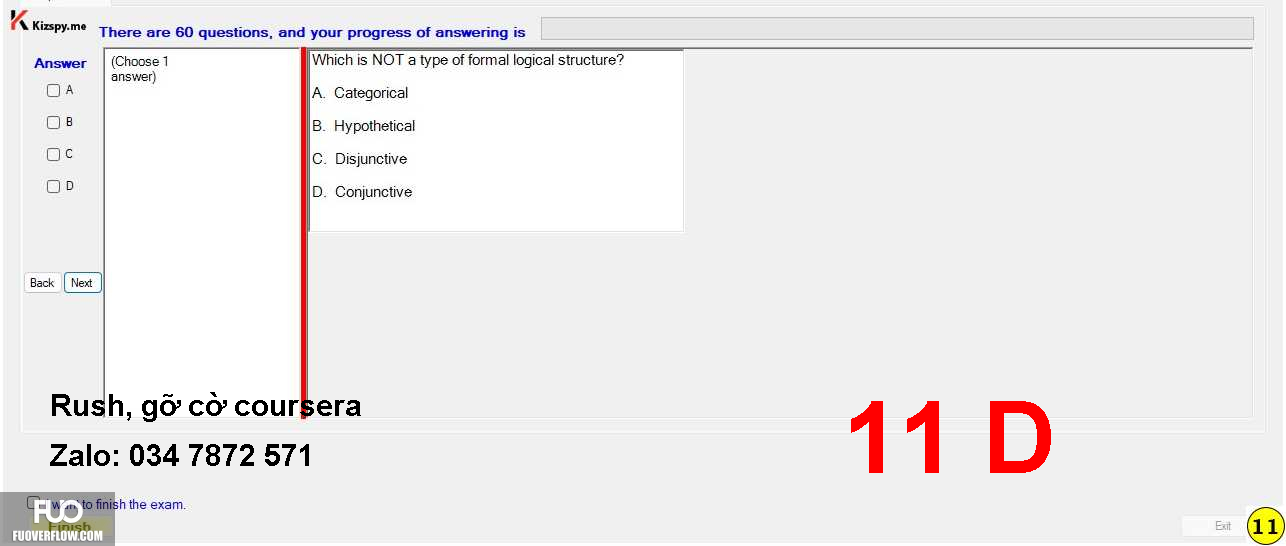 Kizspy.me
There are 60 questions, and your progress of answering is
Answer
(Choose 1
answer)
A
B
C
D
Which is NOT a type of formal logical structure?
A. Categorical
B. Hypothetical
C. Disjunctive
D. Conjunctive
Back Next
Rush, gỡ cờ coursera
Zalo: 034 7872 571
11 D
I want to finish the exam.
FUO
Finish
FUOVERFLOW.COM
Exit
11